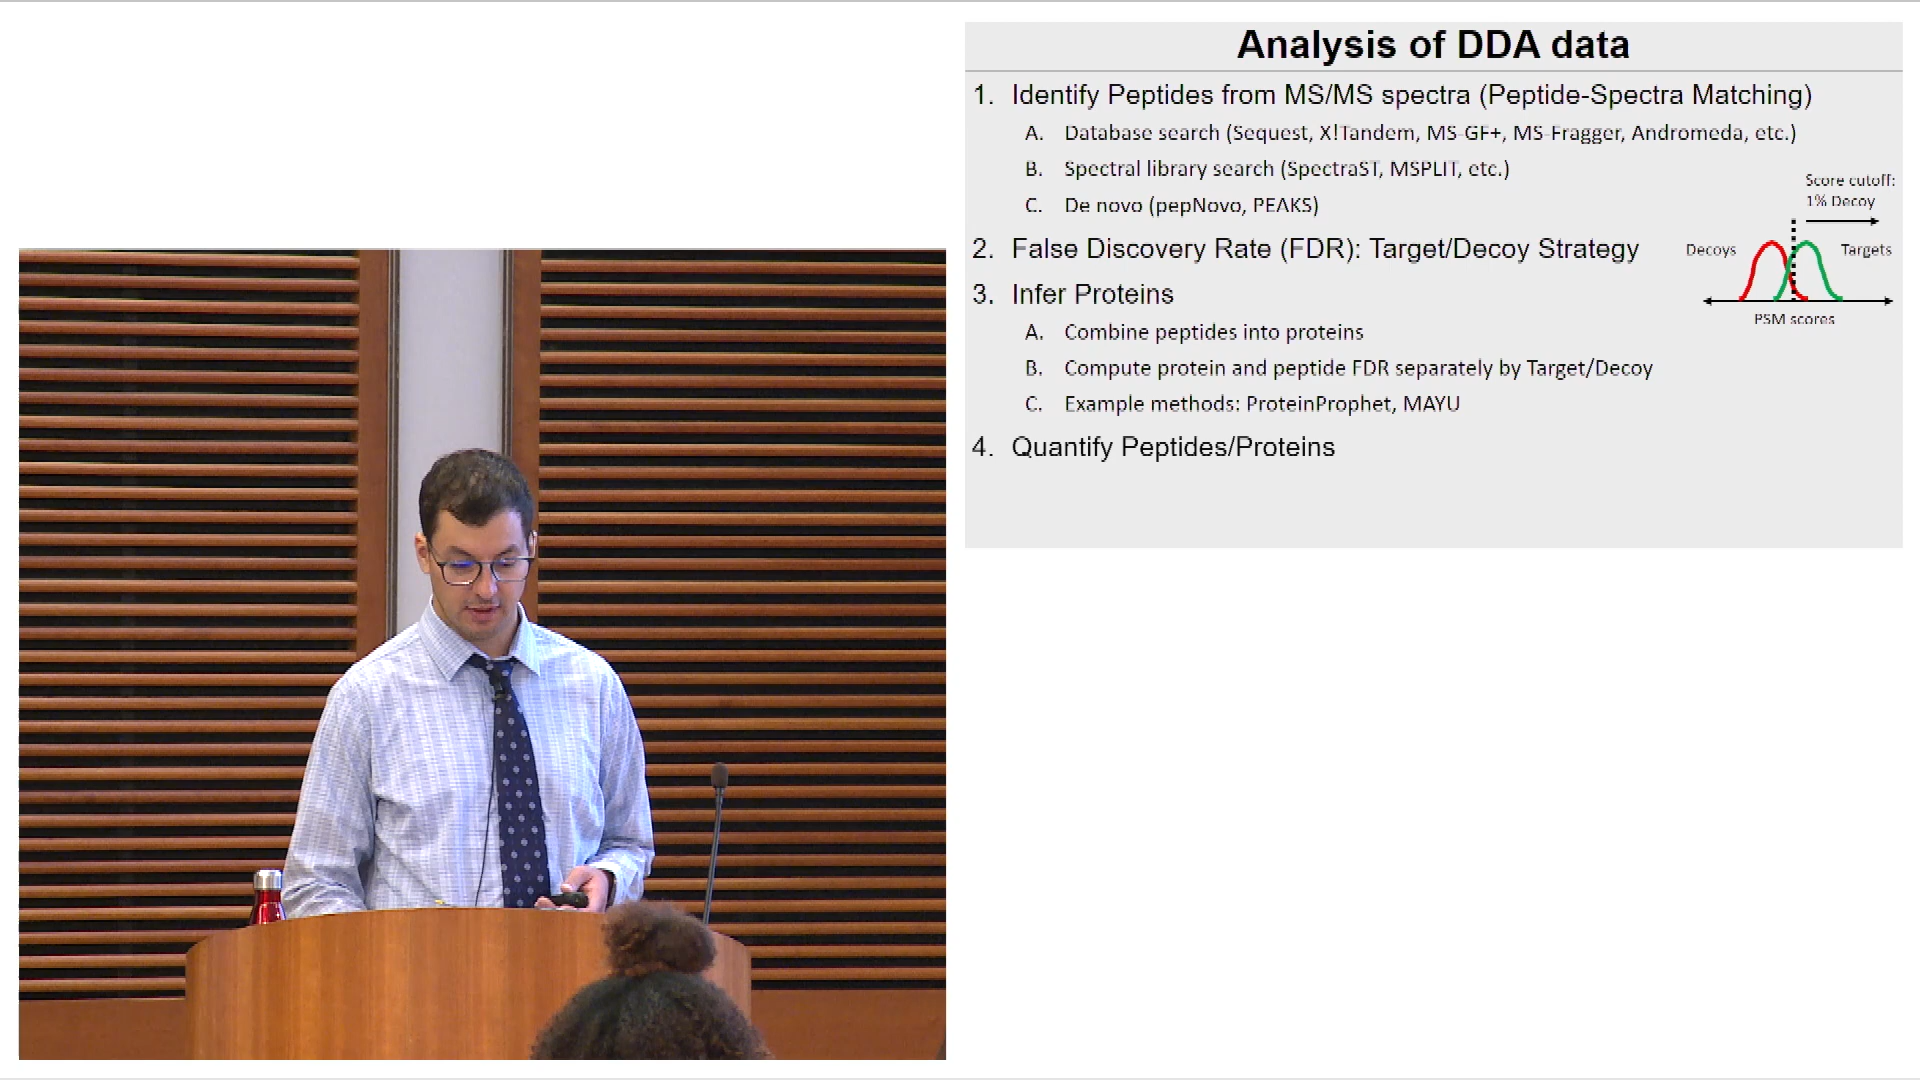 Analysis of DDA data
1. Identify Peptides from MS/MS spectra (Peptide-Spectra Matching)
A. Database search (Sequest, X!Tandem, MS-GF+, MS-Fragger, Andromeda, etc.)
B. Spectral library search (SpectraST, MSPLIT, etc.)
C. De novo (pepNovo, PEAKS)
2. False Discovery Rate (FDR): Target/Decoy Strategy
Score cutoff:
1% Decoy
Decoys
Targets
PSM scores
3. Infer Proteins
A. Combine peptides into proteins
B. Compute protein and peptide FDR separately by Target/Decoy
C. Example methods: ProteinProphet, MAYU
4. Quantify Peptides/Proteins